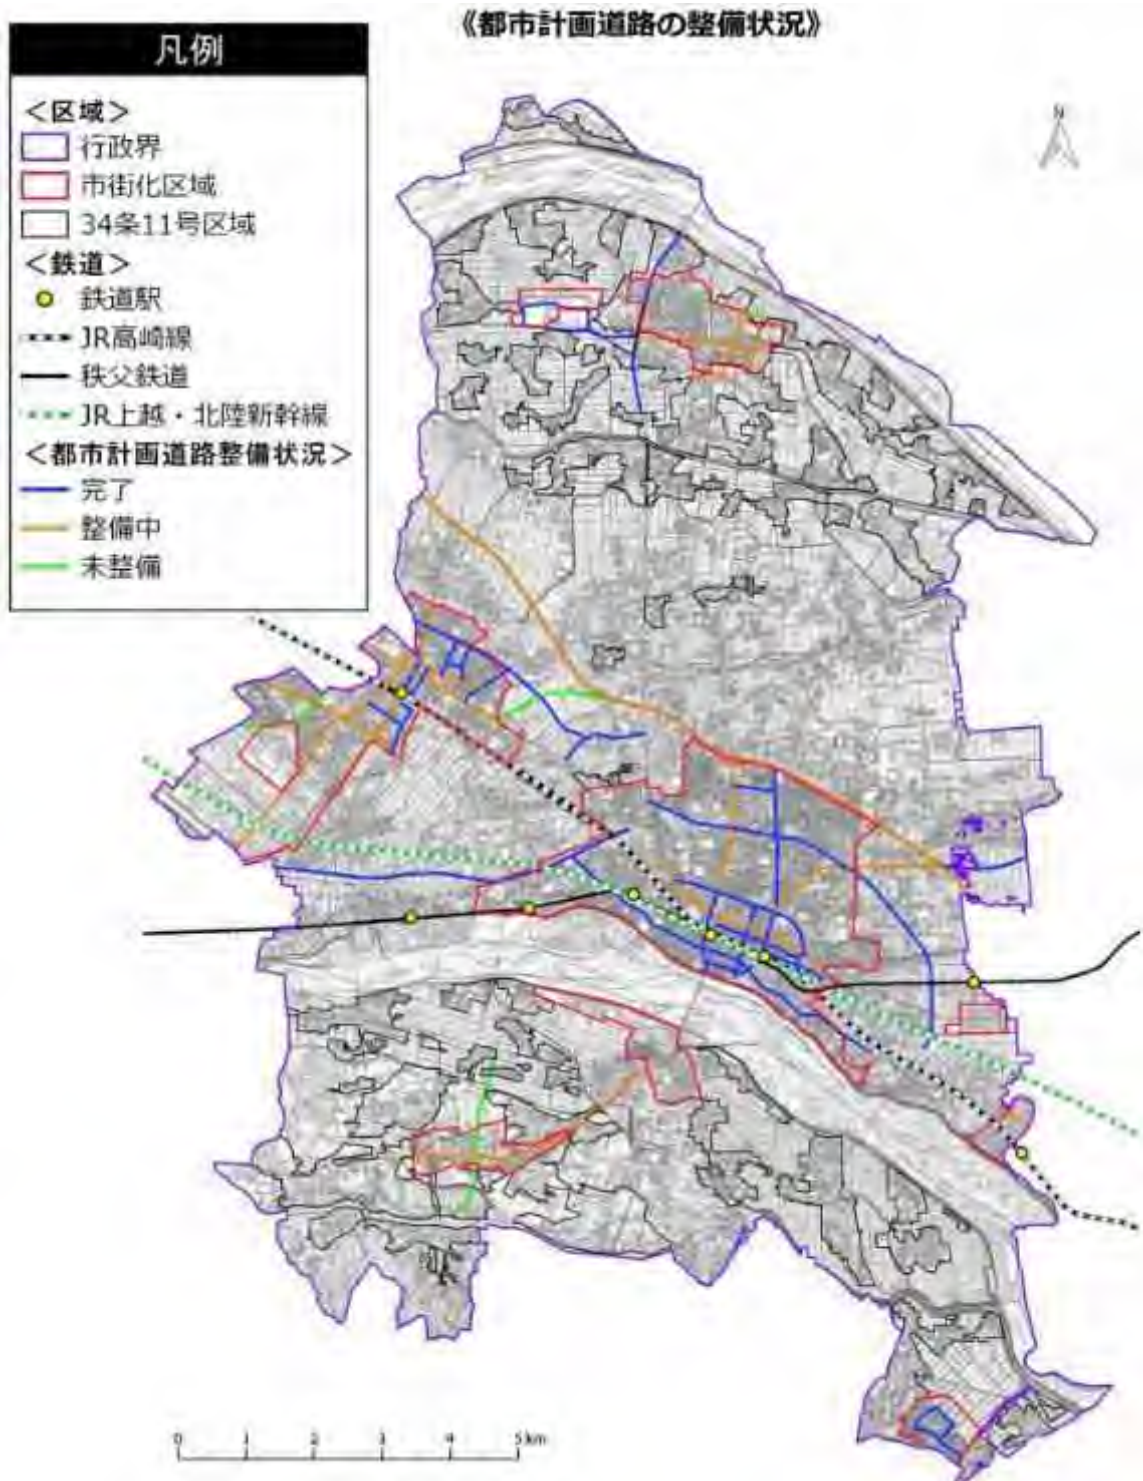 《都市計画道路の整備状況》
凡例
＜区域＞
行政界
市街化区域
34条11号区域
＜鉄道＞
鉄道駅
JR高崎線
秩父鉄道
JR上越・北陸新幹線
＜都市計画道路整備状況＞
完了
整備中
未整備
N
0 1 2 3 4 5 km